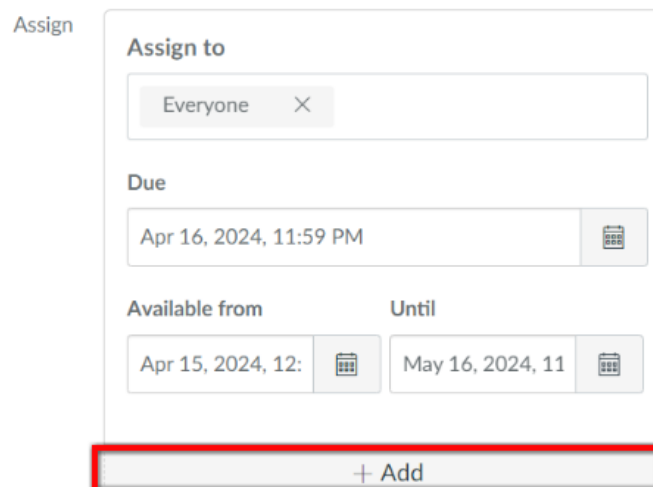 Assign
Assign to
Everyone ×
Due
Apr 16, 2024, 11:59 PM
Available from Until
Apr 15, 2024, 12: May 16, 2024, 11
+ Add